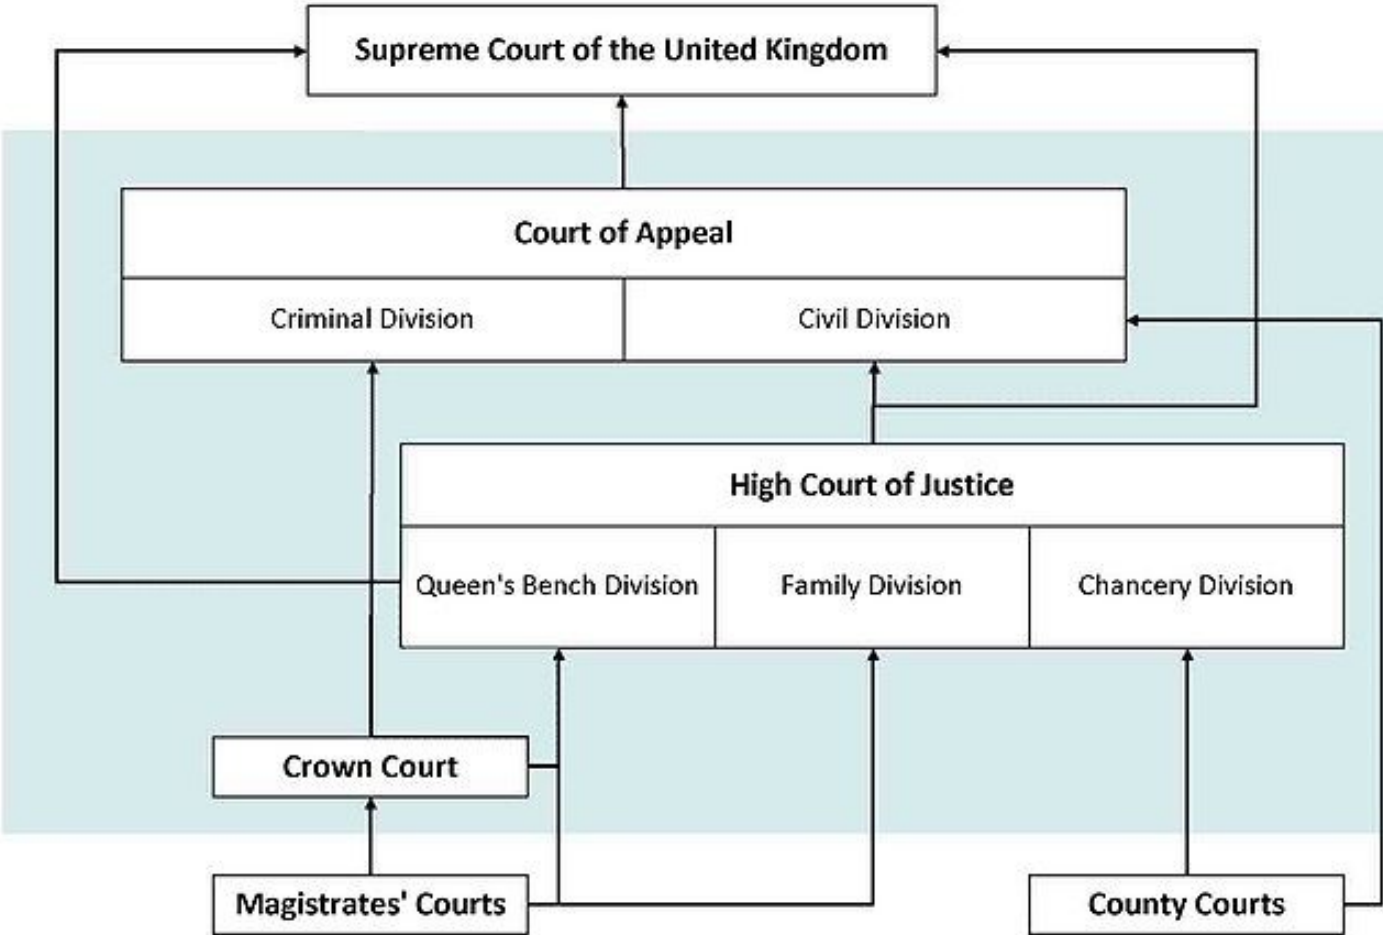 Supreme Court of the United Kingdom
Court of Appeal
Criminal Division
Civil Division
High Court of Justice
Queen's Bench Division
Family Division
Chancery Division
Crown Court
Magistrates' Courts
County Courts